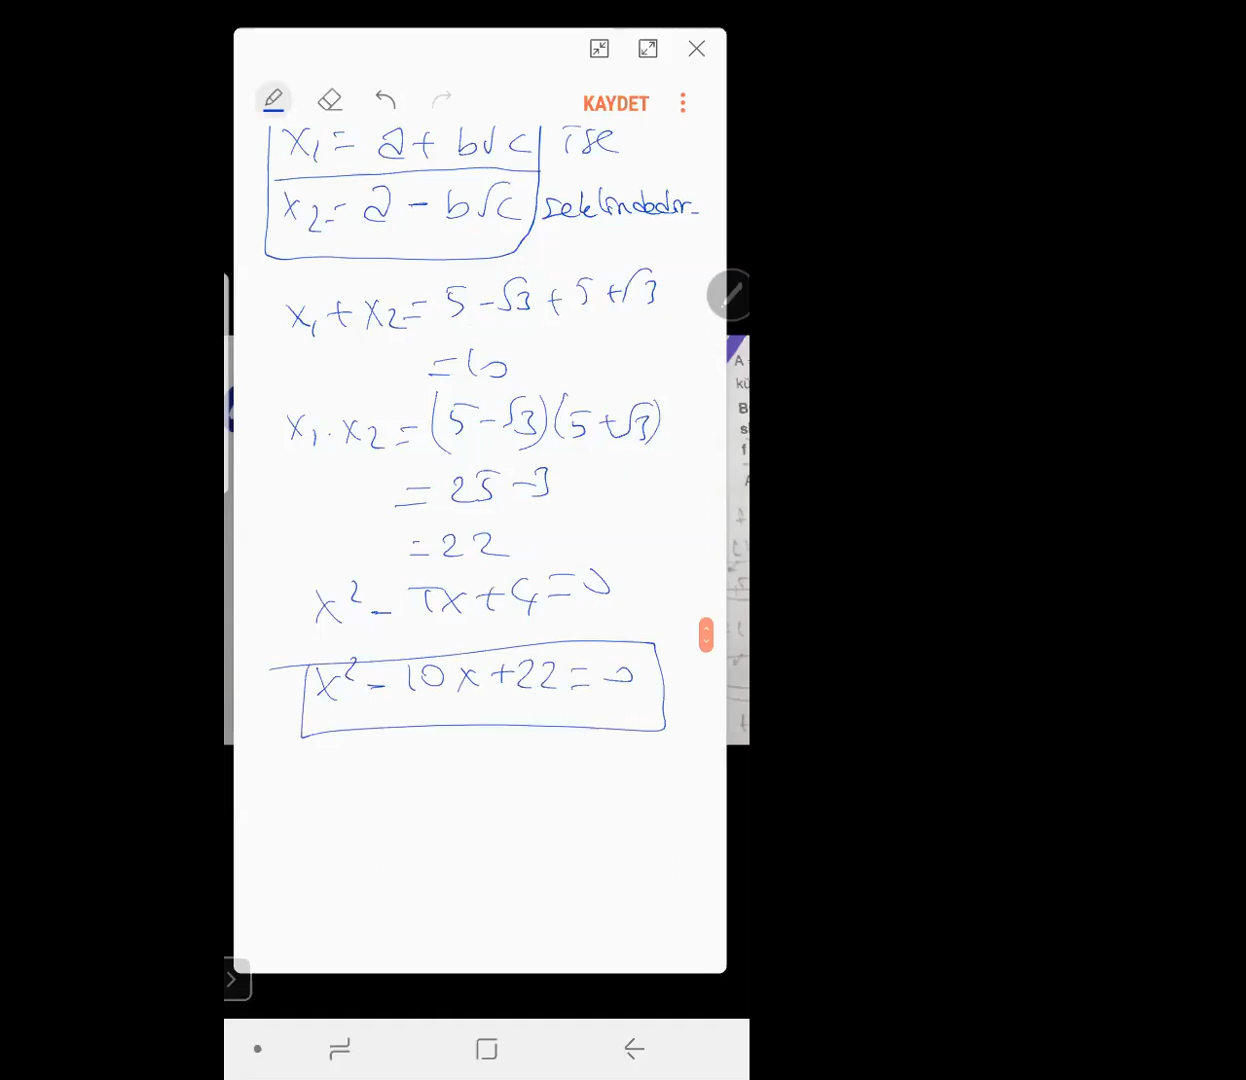 KAYDET
x₁ = a + b√c ise
x₂ = a - b√c şeklindedir.
x₁ + x₂ = 5 - √3 + 5 + √3
= 10
x₁ . x₂ = (5 - √3)(5 + √3)
= 25 - 3
= 22
x² - Tx + Ç = 0
x² - 10x + 22 = 0
A
kü
B